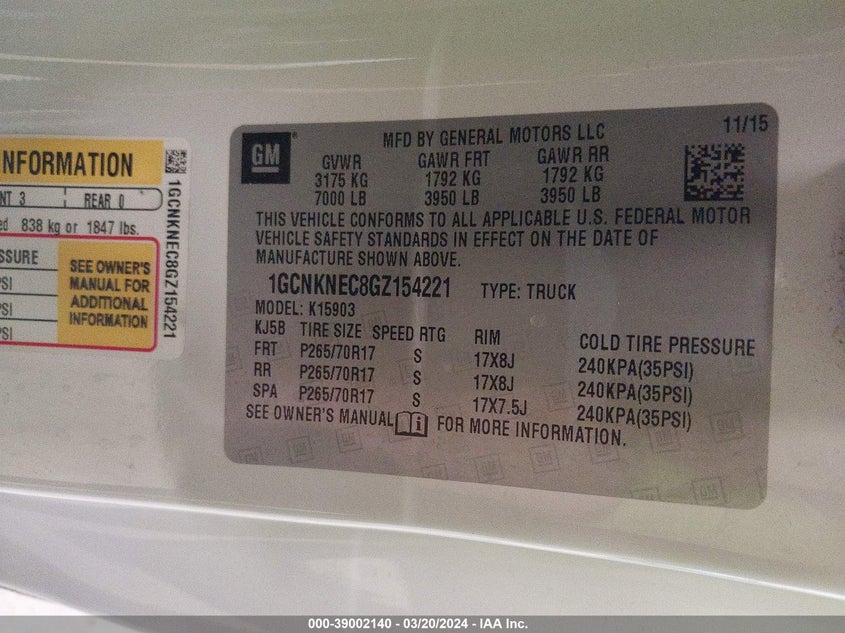 INFORMATION
NT 3 REAR 0
ed 838 kg or 1847 lbs.
SSURE
PSI
PSI
PSI
SEE OWNER'S
MANUAL FOR
ADDITIONAL
INFORMATION
1GCNKNEC8GZ154221
GM
MFD BY GENERAL MOTORS LLC 11/15
GVWR GAWR FRT GAWR RR
3175 KG 1792 KG 1792 KG
7000 LB 3950 LB 3950 LB
THIS VEHICLE CONFORMS TO ALL APPLICABLE U.S. FEDERAL MOTOR
VEHICLE SAFETY STANDARDS IN EFFECT ON THE DATE OF
MANUFACTURE SHOWN ABOVE.
1GCNKNEC8GZ154221 TYPE: TRUCK
MODEL: K15903
KJ5B TIRE SIZE SPEED RTG RIM COLD TIRE PRESSURE
FRT P265/70R17 S 17X8J 240KPA(35PSI)
RR P265/70R17 S 17X8J 240KPA(35PSI)
SPA P265/70R17 S 17X7.5J 240KPA(35PSI)
SEE OWNER'S MANUAL i FOR MORE INFORMATION.
000-39002140 - 03/20/2024 - IAA Inc.